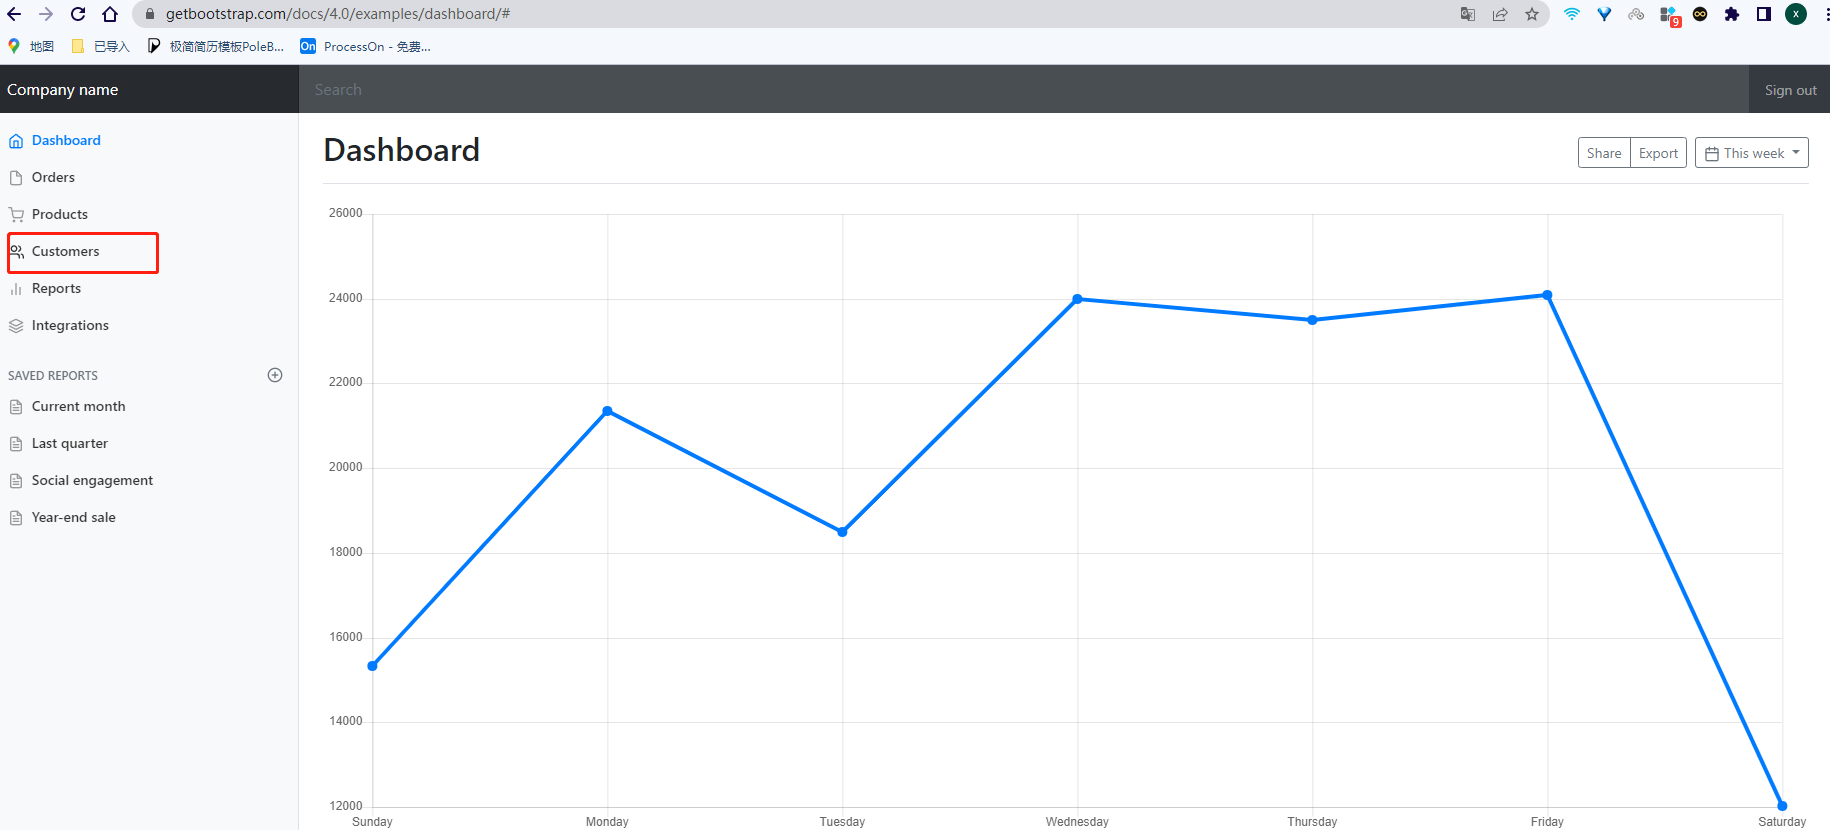 getbootstrap.com/docs/4.0/examples/dashboard/#
9
X
地图
已导入
极简简历模板PoleB...
On
ProcessOn - 免费...
Company name
Search
Sign out
Dashboard
Orders
Products
Customers
Reports
Integrations
SAVED REPORTS
Current month
Last quarter
Social engagement
Year-end sale
Dashboard
Share
Export
This week
26000
24000
22000
20000
18000
16000
14000
12000
Sunday
Monday
Tuesday
Wednesday
Thursday
Friday
Saturday